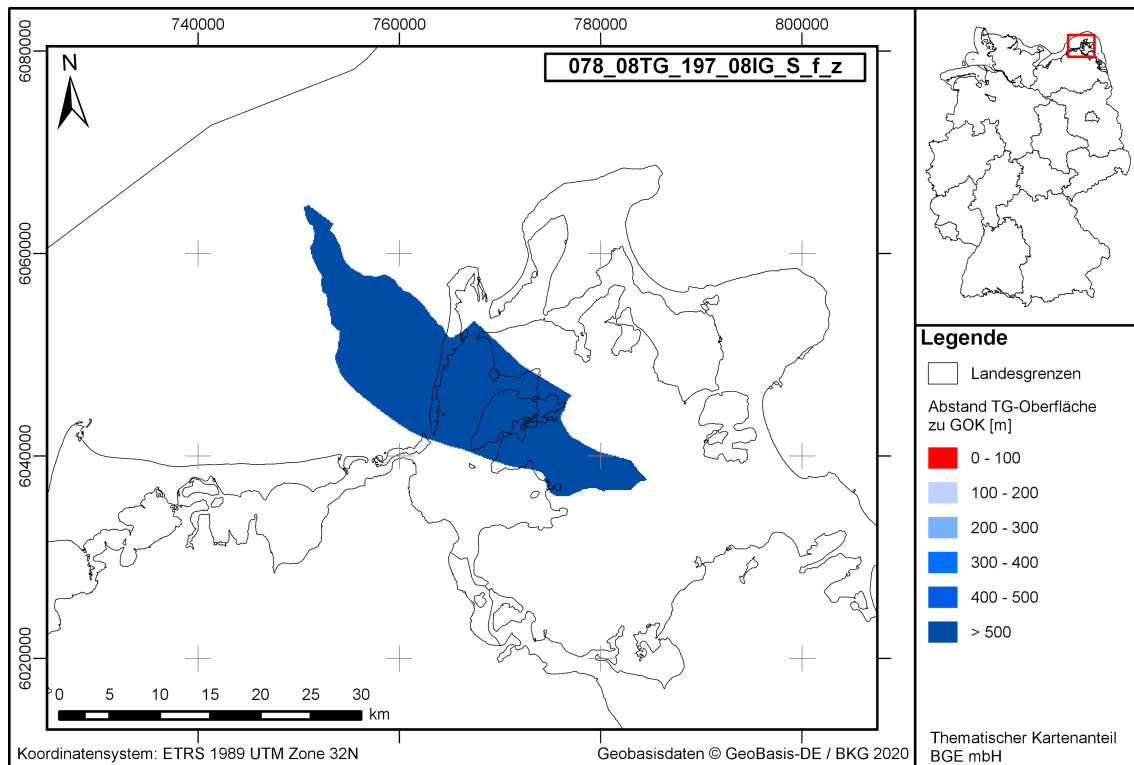 740000
760000
780000
800000
6080000
6060000
6040000
6020000
N
078_08TG_197_08IG_S_f_z
0
5
10
15
20
25
30
km
Koordinatensystem: ETRS 1989 UTM Zone 32N
Geobasisdaten © GeoBasis-DE / BKG 2020
Legende
Landesgrenzen
Abstand TG-Oberfläche
zu GOK [m]
0 - 100
100 - 200
200 - 300
300 - 400
400 - 500
> 500
Thematischer Kartenanteil
BGE mbH